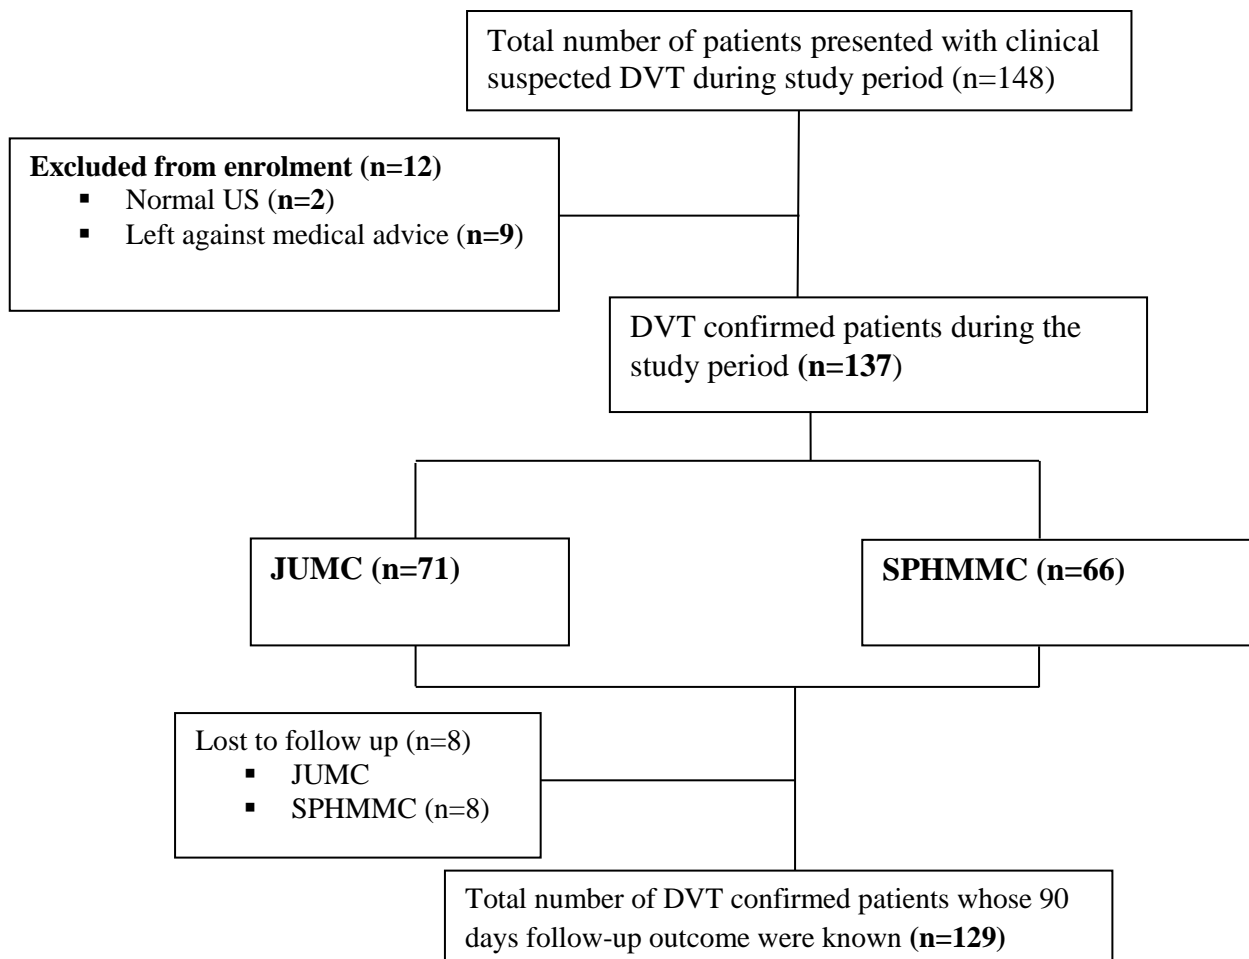 Total number of patients presented with clinical
suspected DVT during study period (n=148)
Excluded from enrolment (n=12)
▪ Normal US (n=2)
▪ Left against medical advice (n=9)
DVT confirmed patients during the
study period (n=137)
JUMC (n=71)
SPHMMC (n=66)
Lost to follow up (n=8)
▪ JUMC
▪ SPHMMC (n=8)
Total number of DVT confirmed patients whose 90
days follow-up outcome were known (n=129)